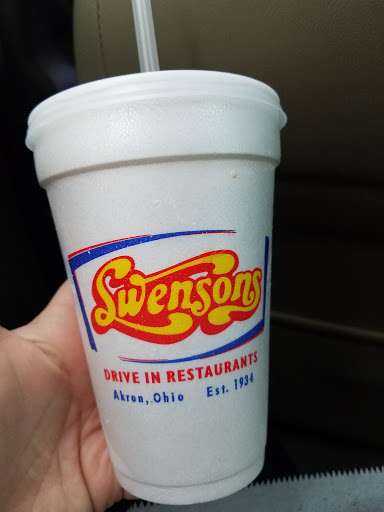 Swensons
DRIVE IN RESTAURANTS
Akron, Ohio Est. 1934